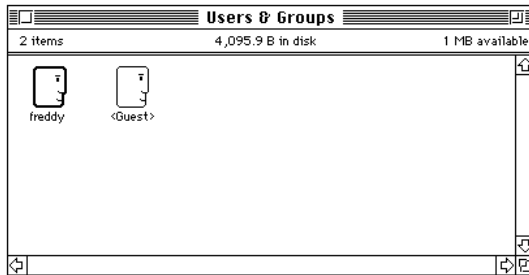 Users & Groups
2 items 4,095.9 B in disk 1 MB available
freddy <Guest>